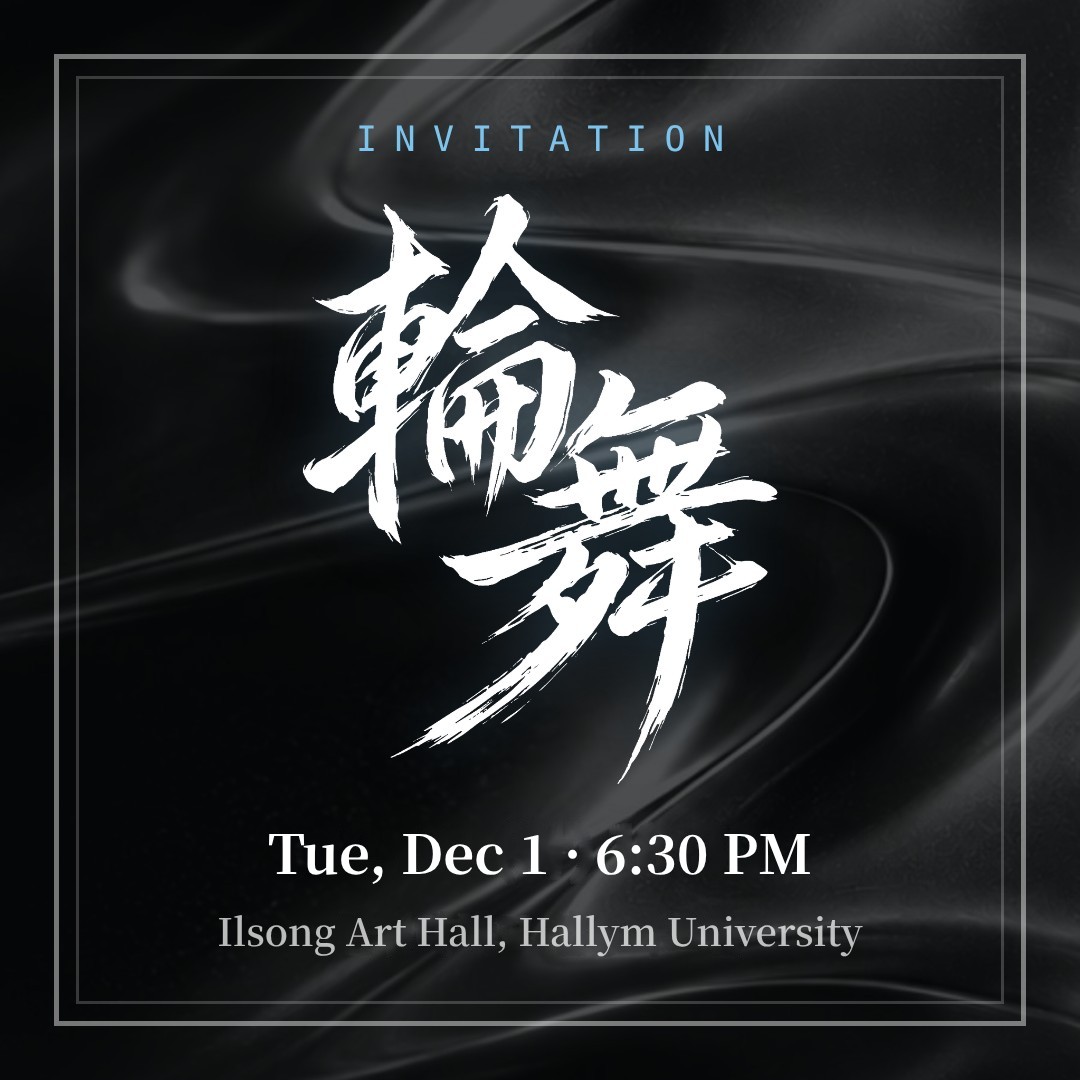 INVITATION
輪舞
Tue, Dec 1 · 6:30 PM
Ilsong Art Hall, Hallym University